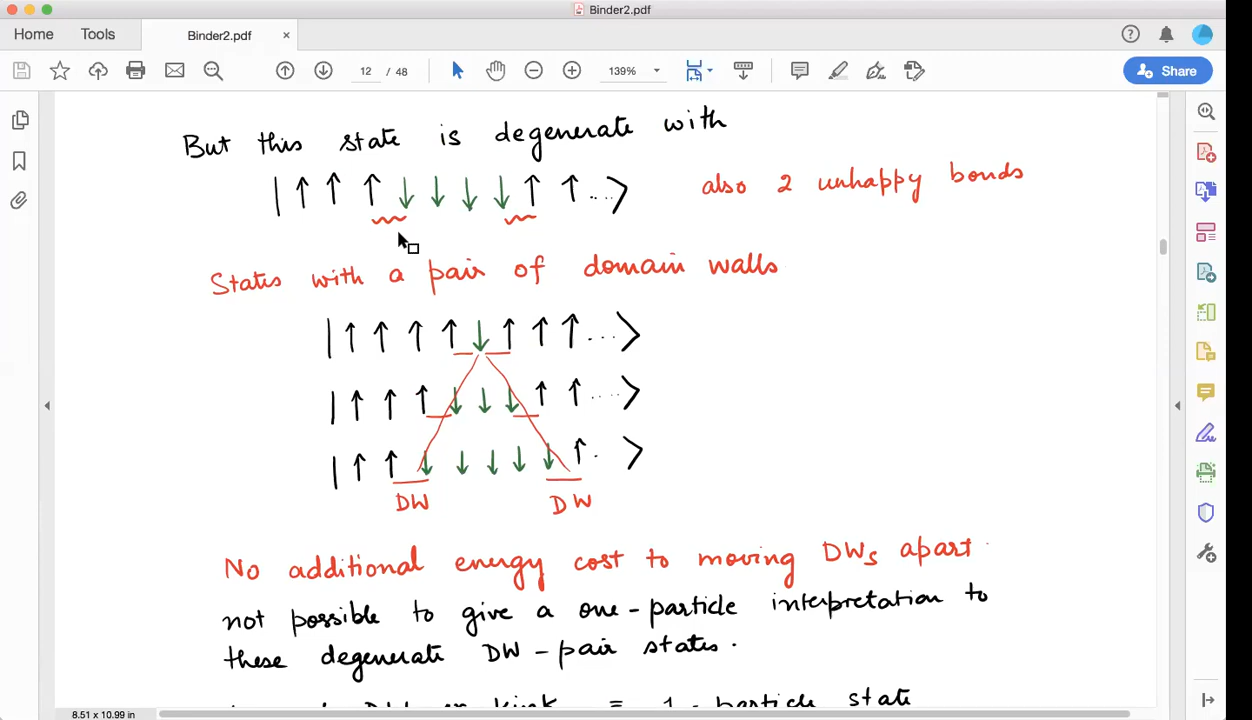 Binder2.pdf
Home Tools Binder2.pdf ×
12 / 48 139% Share
But this state is degenerate with
|↑ ↑ ↑ ↓ ↓ ↓ ↓ ↑ ↑ ...> also 2 unhappy bonds
States with a pair of domain walls
|↑ ↑ ↑ ↑ ↓ ↑ ↑ ↑ ...>
|↑ ↑ ↑ ↓ ↓ ↓ ↑ ↑ ...>
|↑ ↑ ↓ ↓ ↓ ↓ ↓ ↑ . >
DW DW
No additional energy cost to moving DWs apart
not possible to give a one-particle interpretation to
these degenerate DW-pair states.
8.51 x 10.99 in